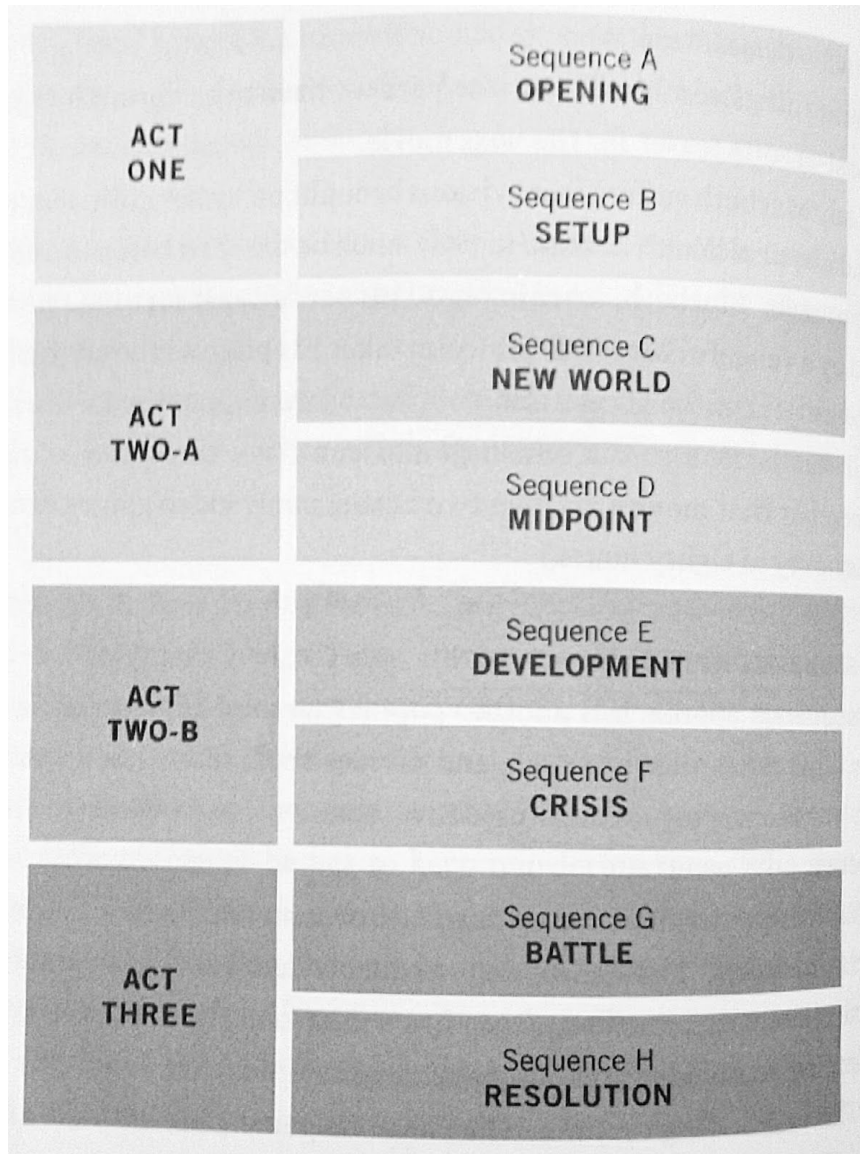 ACT
ONE
Sequence A
OPENING
Sequence B
SETUP
ACT
TWO-A
Sequence C
NEW WORLD
Sequence D
MIDPOINT
ACT
TWO-B
Sequence E
DEVELOPMENT
Sequence F
CRISIS
ACT
THREE
Sequence G
BATTLE
Sequence H
RESOLUTION